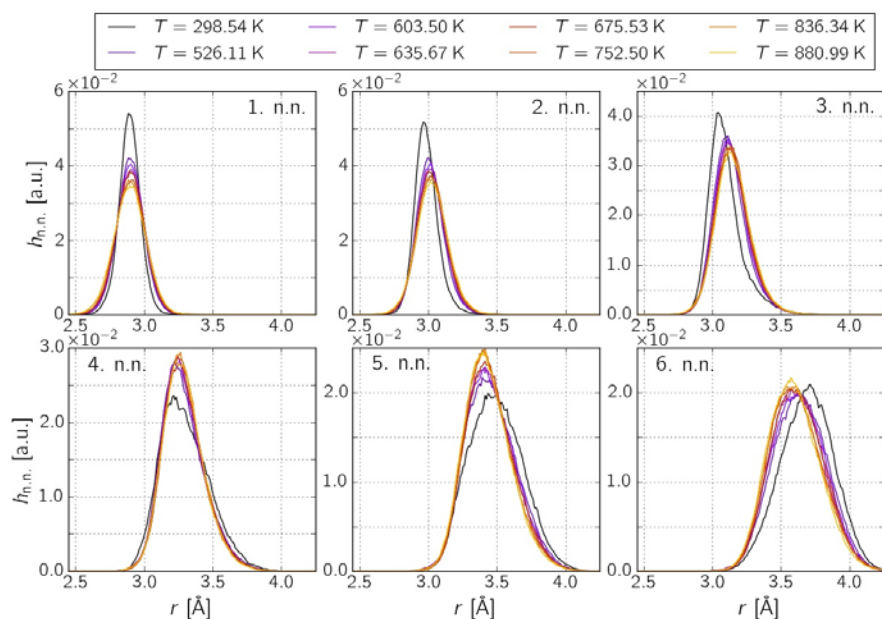 T = 298.54 K T = 603.50 K T = 675.53 K T = 836.34 K
T = 526.11 K T = 635.67 K T = 752.50 K T = 880.99 K
×10⁻² ×10⁻² ×10⁻²
1. n.n. 2. n.n. 3. n.n.
6 6 4.0
4 4 3.0
2.0
2 2 1.0
0 0 0.0
h n.n. [a.u.]
2.5 3.0 3.5 4.0 2.5 3.0 3.5 4.0 2.5 3.0 3.5 4.0
×10⁻² ×10⁻² ×10⁻²
4. n.n. 5. n.n. 6. n.n.
3.0 2.0 2.0
2.0
1.0 1.0 1.0
0.0 0.0 0.0
h n.n. [a.u.]
2.5 3.0 3.5 4.0 2.5 3.0 3.5 4.0 2.5 3.0 3.5 4.0
r [Å] r [Å] r [Å]